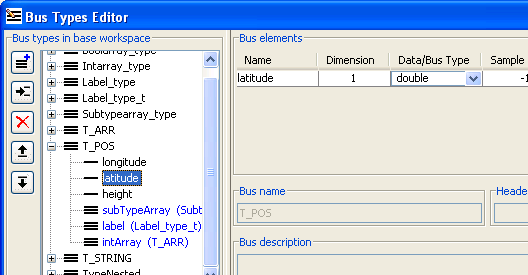 Bus Types Editor
Bus types in base workspace
Boolarray_type
Intarray_type
Label_type
Label_type_t
Subtypearray_type
T_ARR
T_POS
longitude
latitude
height
subTypeArray (Subt
label (Label_type_t)
intArray (T_ARR)
T_STRING
TypeNested
Bus elements
Name Dimension Data/Bus Type Sample
latitude 1 double -1
Bus name
T_POS
Heade
Bus description